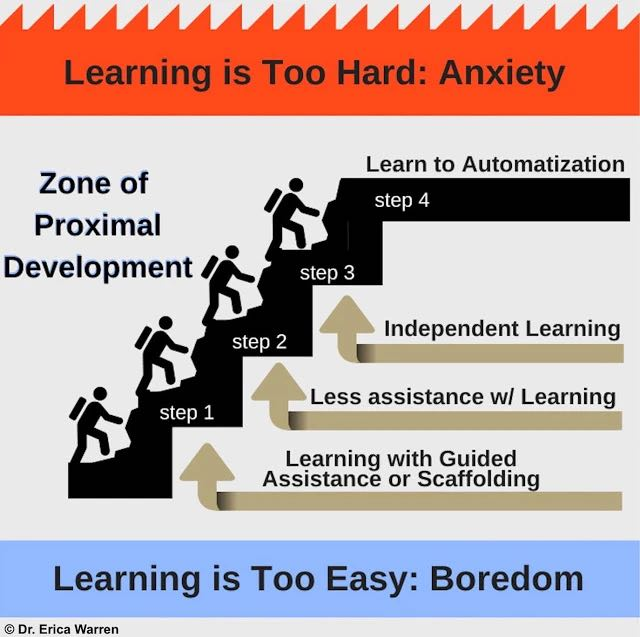 Learning is Too Hard: Anxiety
Zone of
Proximal
Development
Learn to Automatization
step 4
step 3
Independent Learning
step 2
Less assistance w/ Learning
step 1
Learning with Guided
Assistance or Scaffolding
Learning is Too Easy: Boredom
© Dr. Erica Warren